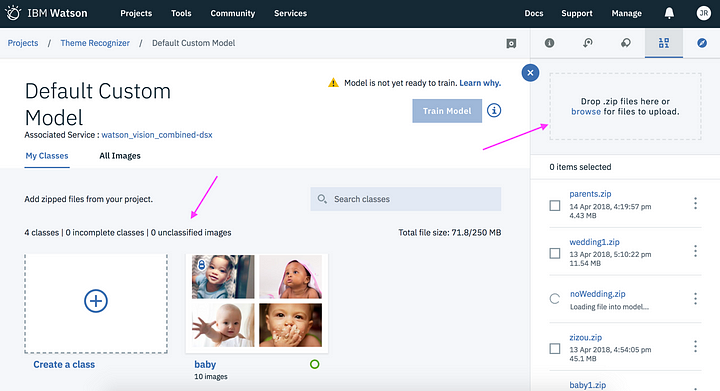 IBM Watson
Projects
Tools
Community
Services
Docs
Support
Manage
JR
Projects / Theme Recognizer / Default Custom Model
Default Custom
Model
Associated Service : watson_vision_combined-dsx
Model is not yet ready to train. Learn why.
Train Model
My Classes
All Images
Add zipped files from your project.
Search classes
4 classes | 0 incomplete classes | 0 unclassified images
Total file size: 71.8/250 MB
Create a class
baby
10 images
Drop .zip files here or
browse for files to upload.
0 items selected
parents.zip
14 Apr 2018, 4:19:57 pm
4.43 MB
wedding1.zip
13 Apr 2018, 5:10:22 pm
11.54 MB
noWedding.zip
Loading file into model...
zizou.zip
13 Apr 2018, 4:54:05 pm
45.1 MB
baby1.zip